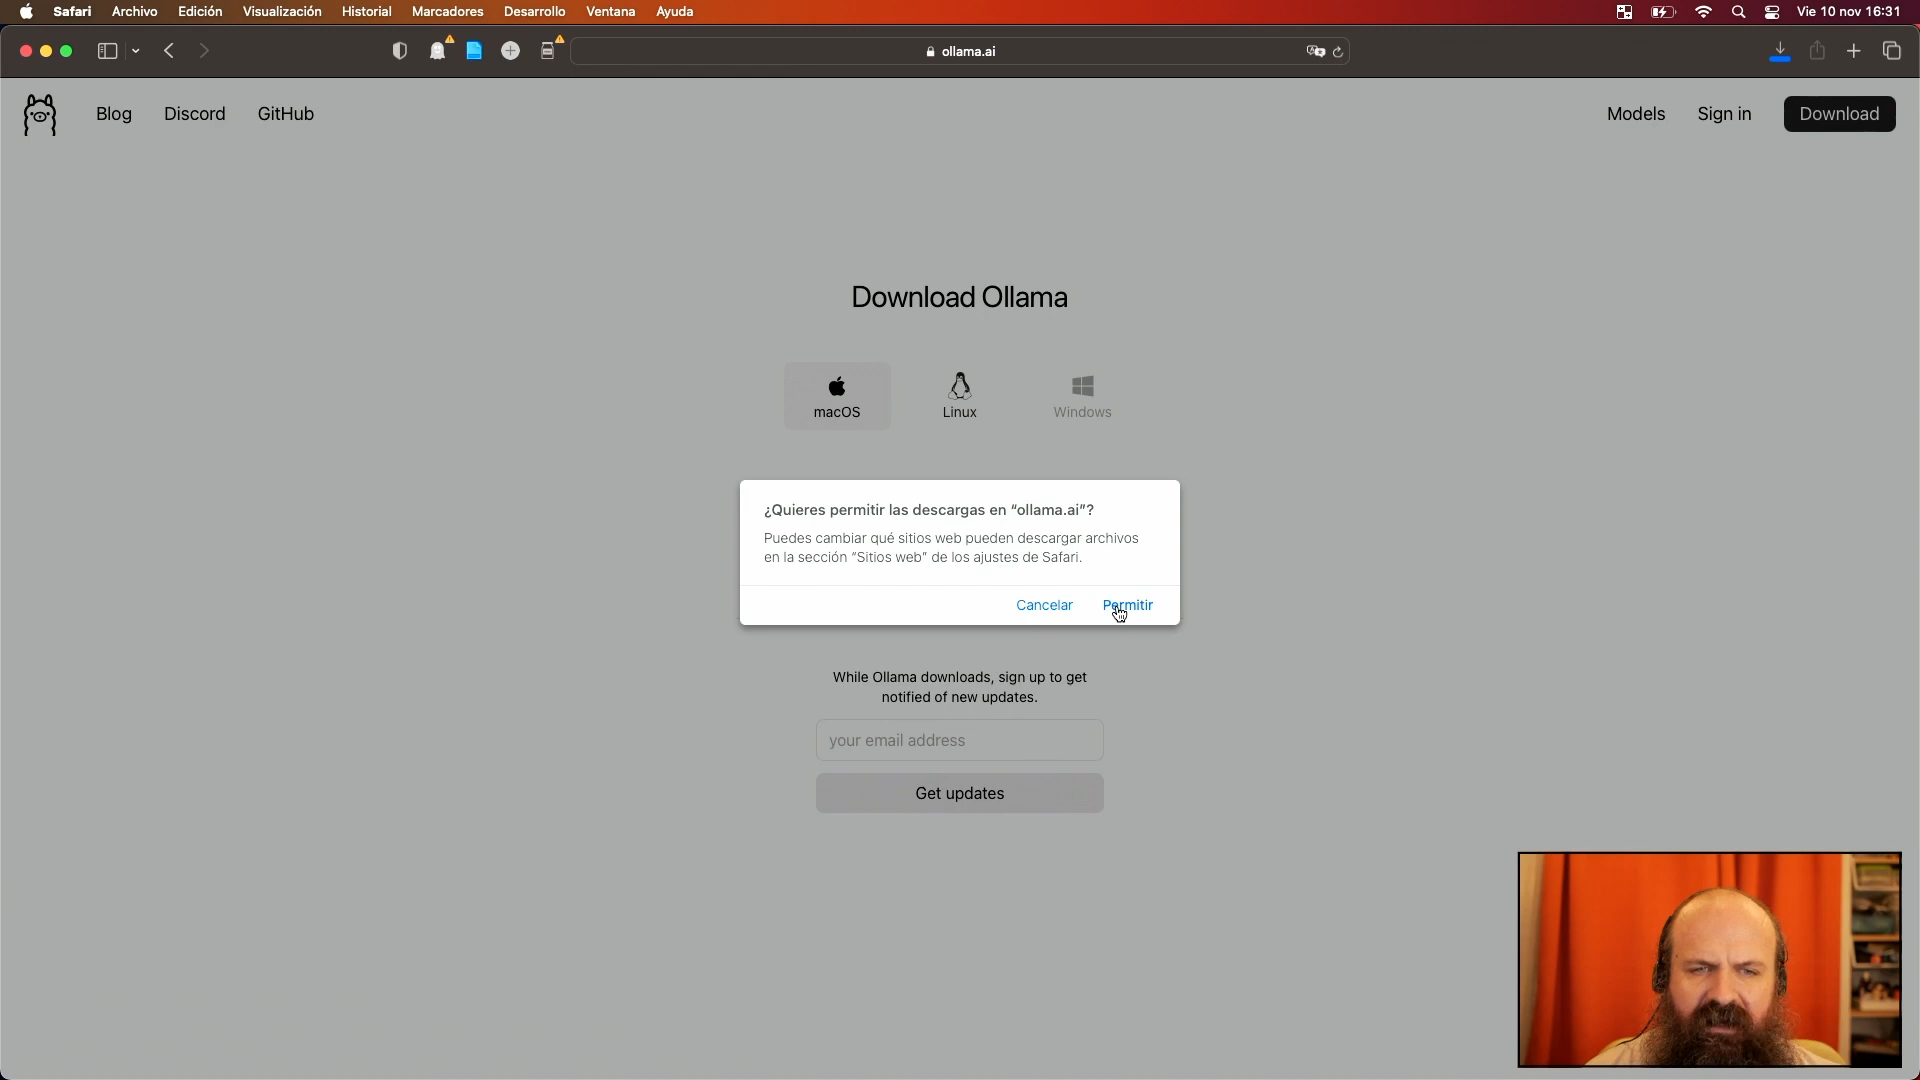 Safari Archivo Edición Visualización Historial Marcadores Desarrollo Ventana Ayuda Vie 10 nov 16:31
ollama.ai
Blog Discord GitHub Models Sign in Download
Download Ollama
macOS Linux Windows
¿Quieres permitir las descargas en “ollama.ai”?
Puedes cambiar qué sitios web pueden descargar archivos
en la sección “Sitios web” de los ajustes de Safari.
Cancelar Permitir
While Ollama downloads, sign up to get
notified of new updates.
your email address
Get updates